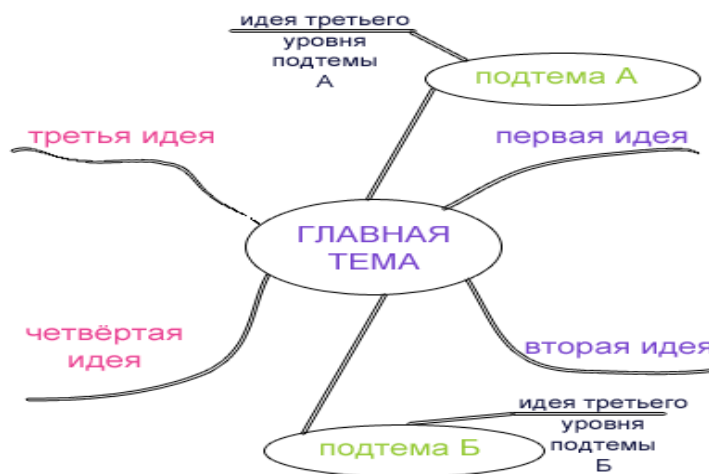 идея третьего
уровня
подтемы
А
подтема А
третья идея
первая идея
ГЛАВНАЯ
ТЕМА
четвёртая
идея
вторая идея
идея третьего
уровня
подтемы
Б
подтема Б